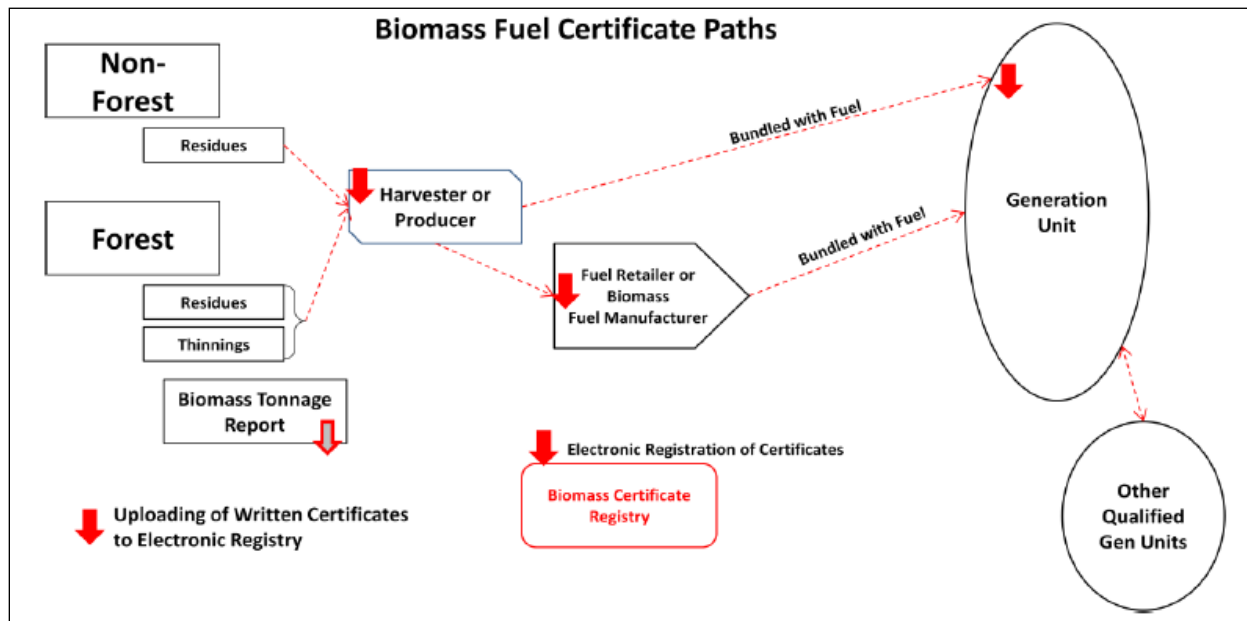 Biomass Fuel Certificate Paths
Non-
Forest
Residues
Forest
Residues
Thinnings
Biomass Tonnage
Report
Harvester or
Producer
Bundled with Fuel
Fuel Retailer or
Biomass
Fuel Manufacturer
Bundled with Fuel
Generation
Unit
Other
Qualified
Gen Units
Electronic Registration of Certificates
Biomass Certificate
Registry
Uploading of Written Certificates
to Electronic Registry